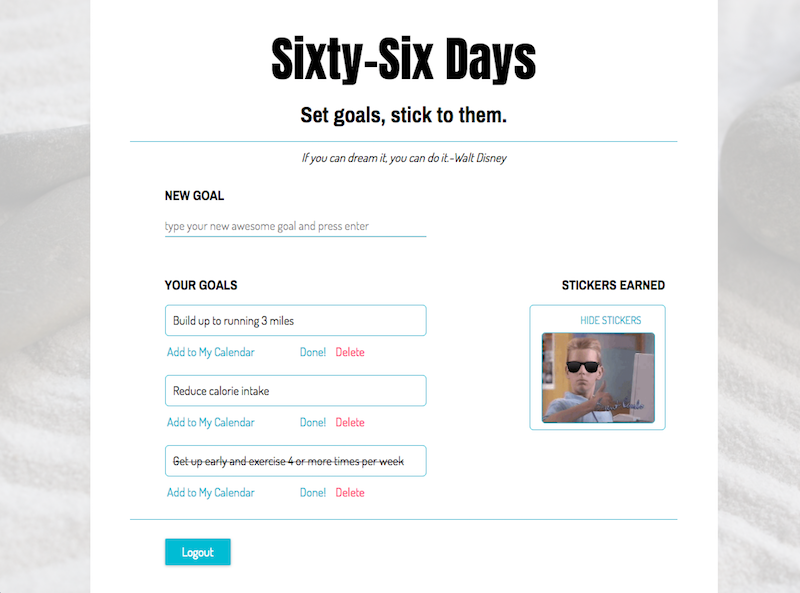 Sixty-Six Days
Set goals, stick to them.
If you can dream it, you can do it.-Walt Disney
NEW GOAL
type your new awesome goal and press enter
YOUR GOALS
STICKERS EARNED
Build up to running 3 miles
HIDE STICKERS
Add to My Calendar Done! Delete
Reduce calorie intake
Add to My Calendar Done! Delete
Get up early and exercise 4 or more times per week
Add to My Calendar Done! Delete
Logout